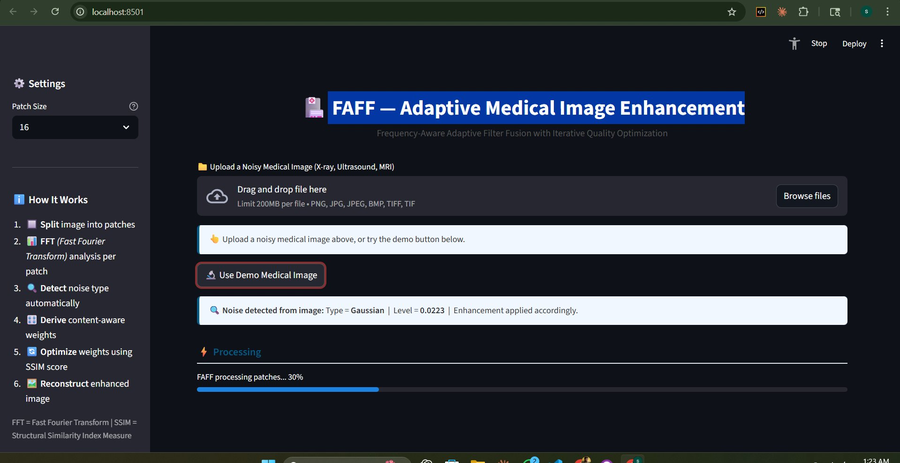 localhost:8501
Stop
Deploy
Settings
Patch Size
16
How It Works
1. Split image into patches
2. FFT (Fast Fourier
Transform) analysis per
patch
3. Detect noise type
automatically
4. Derive content-aware
weights
5. Optimize weights using
SSIM score
6. Reconstruct enhanced
image
FFT = Fast Fourier Transform | SSIM =
Structural Similarity Index Measure
FAFF — Adaptive Medical Image Enhancement
Frequency-Aware Adaptive Filter Fusion with Iterative Quality Optimization
Upload a Noisy Medical Image (X-ray, Ultrasound, MRI)
Drag and drop file here
Limit 200MB per file • PNG, JPG, JPEG, BMP, TIFF, TIF
Browse files
Upload a noisy medical image above, or try the demo button below.
Use Demo Medical Image
Noise detected from image: Type = Gaussian | Level = 0.0223 | Enhancement applied accordingly.
Processing
FAFF processing patches... 30%
1:23 AM